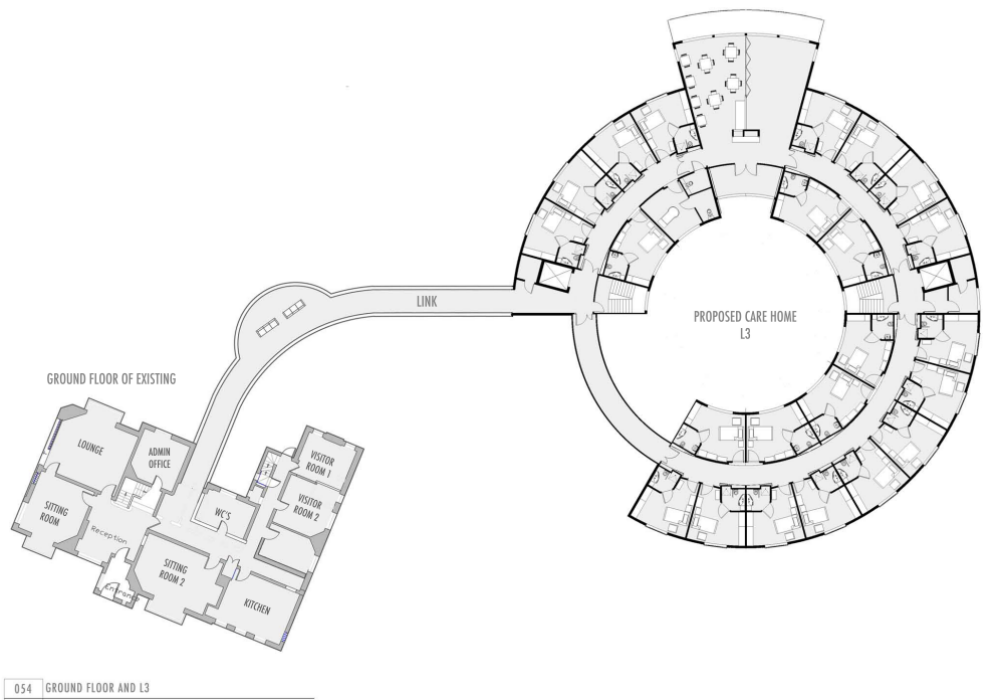 LINK
PROPOSED CARE HOME
L3
GROUND FLOOR OF EXISTING
LOUNGE
ADMIN
OFFICE
VISITOR
ROOM 1
SITTING
ROOM
WC'S
VISITOR
ROOM 2
Reception
SITTING
ROOM 2
Entrance
KITCHEN
054 GROUND FLOOR AND L3